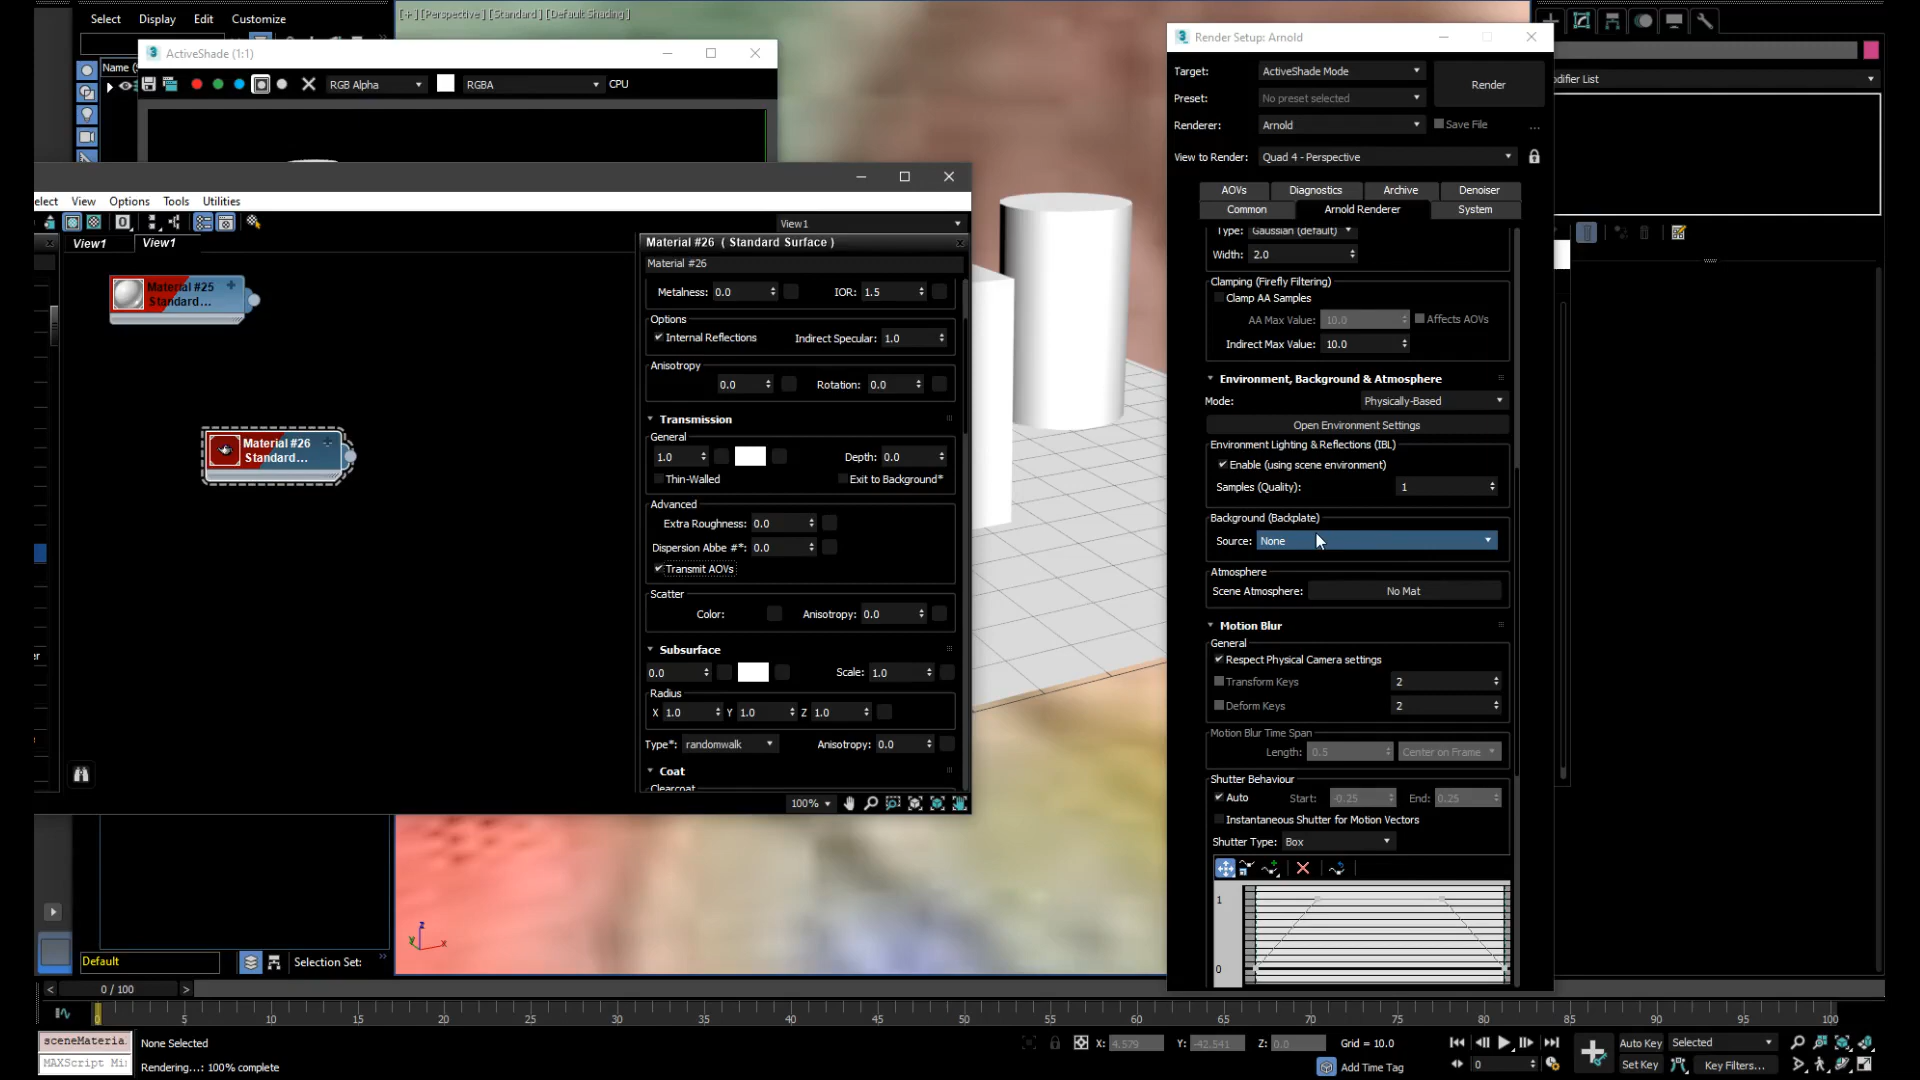 Select Display Edit Customize
[+] [Perspective] [Standard] [Default Shading]
3 ActiveShade (1:1)
3 Render Setup: Arnold
Name (
RGB Alpha RGBA CPU
Target: ActiveShade Mode Render
Preset: No preset selected
Renderer: Arnold Save File ...
View to Render: Quad 4 - Perspective
odifier List
AOVs Diagnostics Archive Denoiser
Common Arnold Renderer System
elect View Options Tools Utilities
View1
View1 View1
Material #25
Standard...
Material #26
Standard...
Material #26 ( Standard Surface )
Material #26
Metalness: 0.0 IOR: 1.5
Options
Internal Reflections Indirect Specular: 1.0
Anisotropy
0.0 Rotation: 0.0
Transmission
General
1.0 Depth: 0.0
Thin-Walled Exit to Background*
Advanced
Extra Roughness: 0.0
Dispersion Abbe #*: 0.0
Transmit AOVs
Scatter
Color: Anisotropy: 0.0
Subsurface
0.0 Scale: 1.0
Radius
X 1.0 Y 1.0 Z 1.0
Type*: randomwalk Anisotropy: 0.0
Coat
Clearcoat
100%
Type: Gaussian (default)
Width: 2.0
Clamping (Firefly Filtering)
Clamp AA Samples
AA Max Value: 10.0 Affects AOVs
Indirect Max Value: 10.0
Environment, Background & Atmosphere
Mode: Physically-Based
Open Environment Settings
Environment Lighting & Reflections (IBL)
Enable (using scene environment)
Samples (Quality): 1
Background (Backplate)
Source: None
Atmosphere
Scene Atmosphere: No Mat
Motion Blur
General
Respect Physical Camera settings
Transform Keys 2
Deform Keys 2
Motion Blur Time Span
Length: 0.5 Center on Frame
Shutter Behaviour
Auto Start: -0.25 End: 0.25
Instantaneous Shutter for Motion Vectors
Shutter Type: Box
1
0
er
z
y x
Default Selection Set:
< 0 / 100 >
0 5 10 15 20 25 30 35 40 45 50 55 60 65 70 75 80 85 90 95 100
sceneMateria None Selected X: 4.579 Y: -42.541 Z: 0.0 Grid = 10.0 Auto Key Selected
MAXScript Mi Rendering...: 100% complete Add Time Tag 0 Set Key Key Filters...